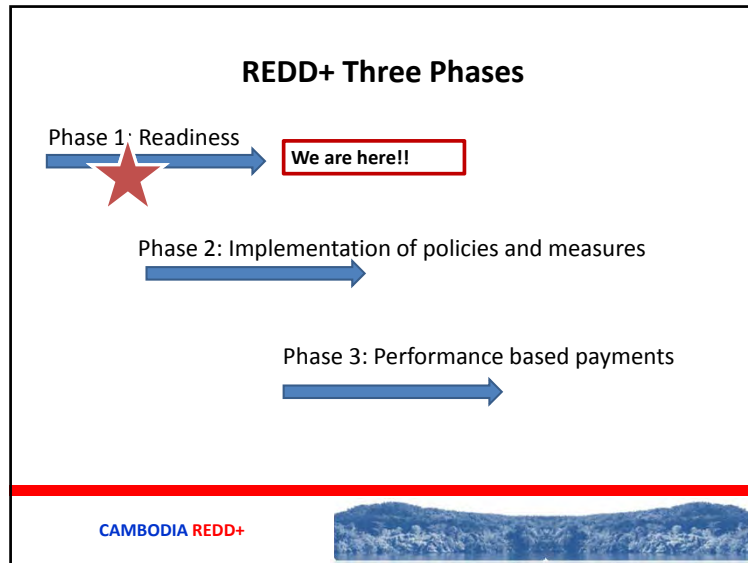 REDD+ Three Phases
Phase 1: Readiness
We are here!!
Phase 2: Implementation of policies and measures
Phase 3: Performance based payments
CAMBODIA REDD+